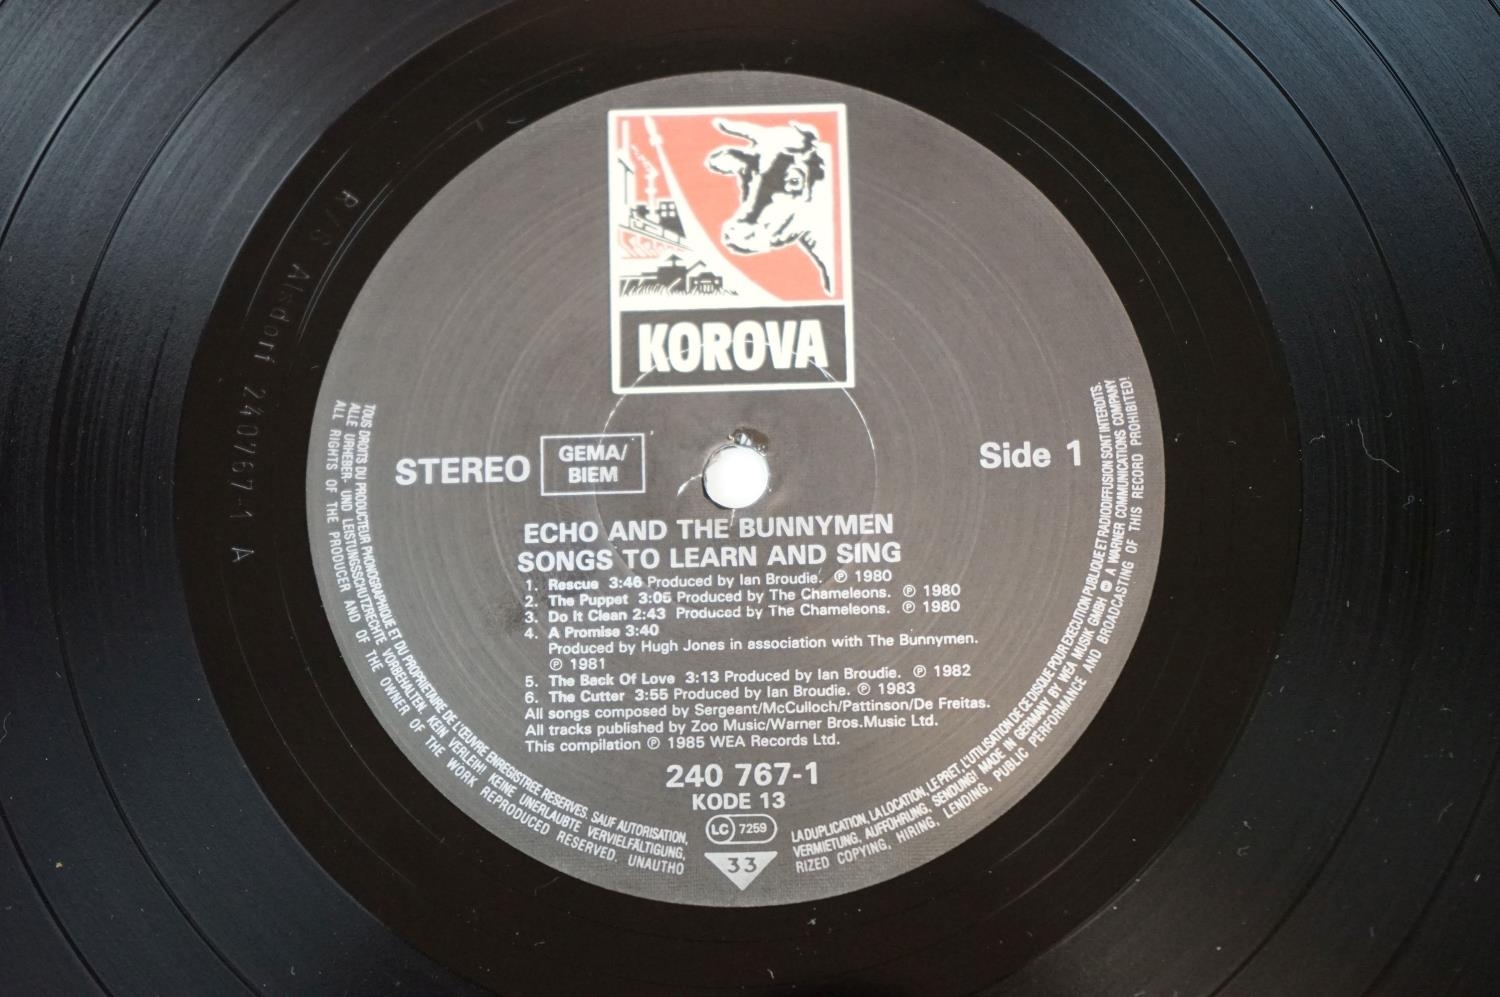 KOROVA
STEREO
GEMA/
BIEM
Side 1
ECHO AND THE BUNNYMEN
SONGS TO LEARN AND SING
1. Rescue 3:46 Produced by Ian Broudie. ℗ 1980
2. The Puppet 3:05 Produced by The Chameleons. ℗ 1980
3. Do It Clean 2:43 Produced by The Chameleons. ℗ 1980
4. A Promise 3:40
Produced by Hugh Jones in association with The Bunnymen.
℗ 1981
5. The Back Of Love 3:13 Produced by Ian Broudie. ℗ 1982
6. The Cutter 3:55 Produced by Ian Broudie. ℗ 1983
All songs composed by Sergeant/McCulloch/Pattinson/De Freitas.
All tracks published by Zoo Music/Warner Bros.Music Ltd.
This compilation ℗ 1985 WEA Records Ltd.
240 767-1
KODE 13
LC 7259
33
TOUS DROITS DU PRODUCTEUR PHONOGRAPHIQUE ET DU PROPRIETAIRE DE L'ŒUVRE ENREGISTREE RESERVES. SAUF AUTORISATION, LA DUPLICATION, LA LOCATION, LE PRET, L'UTILISATION DE CE DISQUE POUR EXECUTION PUBLIQUE ET RADIODIFFUSION SONT INTERDITS.
ALLE URHEBER- UND LEISTUNGSSCHUTZRECHTE VORBEHALTEN. KEIN VERLEIH! KEINE UNERLAUBTE VERVIELFÄLTIGUNG, VERMIETUNG, AUFFÜHRUNG, SENDUNG! MADE IN GERMANY BY WEA MUSIK GMBH A WARNER COMMUNICATIONS COMPANY
ALL RIGHTS OF THE PRODUCER AND OF THE OWNER OF THE WORK REPRODUCED RESERVED. UNAUTHORIZED COPYING, HIRING, LENDING, PUBLIC PERFORMANCE AND BROADCASTING OF THIS RECORD PROHIBITED!
R/S Alsdorf 240767-1 A